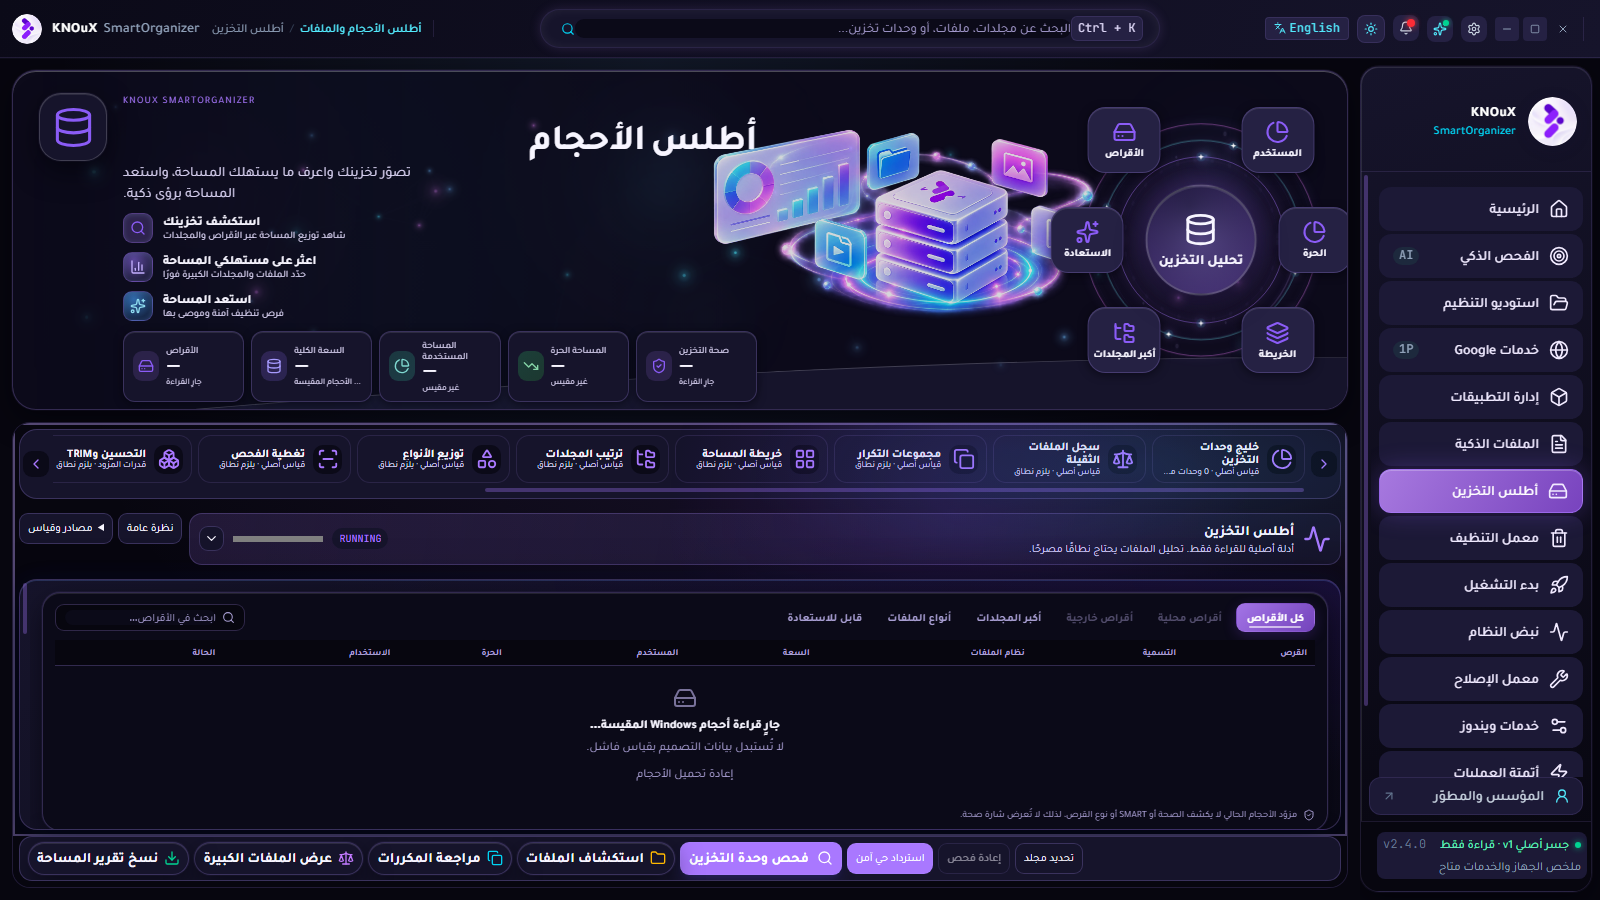 KNOuX SmartOrganizer
أطلس التخزين / أطلس الأحجام والملفات
البحث عن مجلدات، ملفات، أو وحدات تخزين...
Ctrl + K
English
KNOuX
SmartOrganizer
الرئيسية
الفحص الذكي
AI
استوديو التنظيم
خدمات Google
1P
إدارة التطبيقات
الملفات الذكية
أطلس التخزين
معمل التنظيف
بدء التشغيل
نبض النظام
معمل الإصلاح
خدمات ويندوز
أتمتة العمليات
المؤسس والمطوّر
جسر أصلي v1 · قراءة فقط
v2.4.0
ملخص الجهاز والخدمات متاح
KNOUX SMARTORGANIZER
أطلس الأحجام
تصوّر تخزينك واعرف ما يستهلك المساحة، واستعد
المساحة برؤى ذكية.
استكشف تخزينك
شاهد توزيع المساحة عبر الأقراص والمجلدات
اعثر على مستهلكي المساحة
حدّد الملفات والمجلدات الكبيرة فورًا
استعد المساحة
فرص تنظيف آمنة وموصى بها
المستخدم
الأقراص
الحرة
تحليل التخزين
الاستعادة
الخريطة
أكبر المجلدات
صحة التخزين
—
جارٍ القراءة
المساحة الحرة
—
غير مقيس
المساحة
المستخدمة
—
غير مقيس
السعة الكلية
—
الأحجام المقيسة ...
الأقراص
—
جارٍ القراءة
خليج وحدات
التخزين
قياس أصلي · 0 وحدات م...
سجل الملفات
الثقيلة
قياس أصلي · يلزم نطاق
مجموعات التكرار
قياس أصلي · يلزم نطاق
خريطة المساحة
قياس أصلي · يلزم نطاق
ترتيب المجلدات
قياس أصلي · يلزم نطاق
توزيع الأنواع
قياس أصلي · يلزم نطاق
تغطية الفحص
قياس أصلي · يلزم نطاق
التحسين وTRIM
قدرات المزود · يلزم نطاق
أطلس التخزين
أدلة أصلية للقراءة فقط. تحليل الملفات يحتاج نطاقًا مصرحًا.
RUNNING
نظرة عامة
مصادر وقياس
كل الأقراص
أقراص محلية
أقراص خارجية
أكبر المجلدات
أنواع الملفات
قابل للاستعادة
ابحث في الأقراص...
القرص
التسمية
نظام الملفات
السعة
المستخدم
الحرة
الاستخدام
الحالة
جارٍ قراءة أحجام Windows المقيسة...
لا تُستبدل بيانات التصميم بقياس فاشل.
إعادة تحميل الأحجام
مزوّد الأحجام الحالي لا يكشف الصحة أو SMART أو نوع القرص، لذلك لا تُعرض شارة صحة.
تحديد مجلد
إعادة فحص
استرداد حي آمن
فحص وحدة التخزين
استكشاف الملفات
مراجعة المكررات
عرض الملفات الكبيرة
نسخ تقرير المساحة